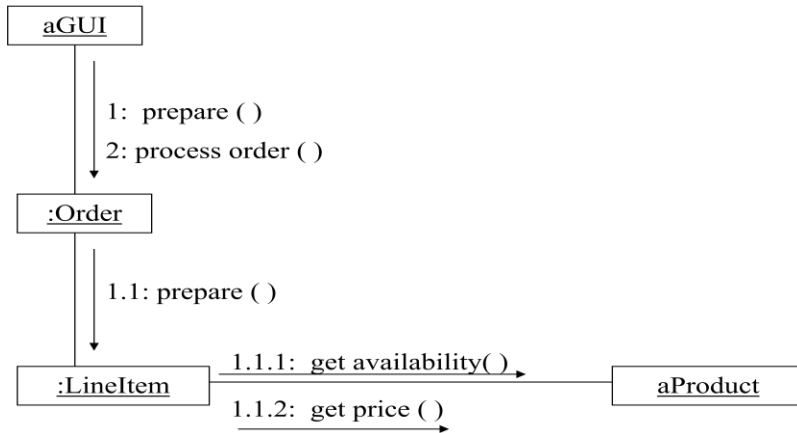 aGUI
1: prepare ( )
2: process order ( )
:Order
1.1: prepare ( )
1.1.1: get availability( )
:LineItem
aProduct
1.1.2: get price ( )